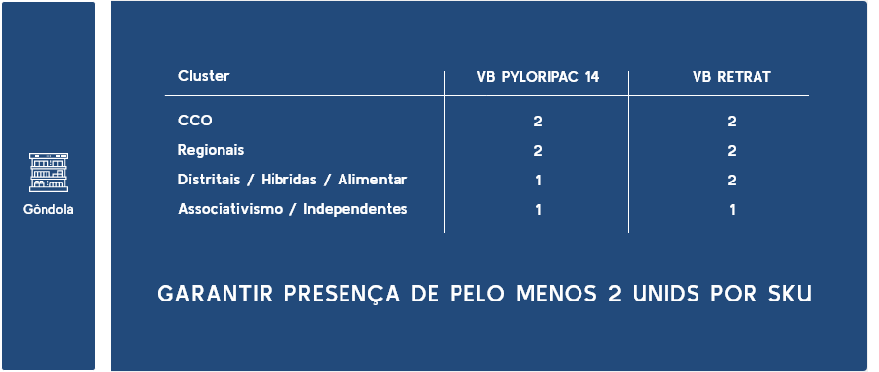 Gôndola
Cluster VB PYLORIPAC 14 VB RETRAT
CCO 2 2
Regionais 2 2
Distritais / Hibridas / Alimentar 1 2
Associativismo / Independentes 1 1
GARANTIR PRESENÇA DE PELO MENOS 2 UNIDS POR SKU